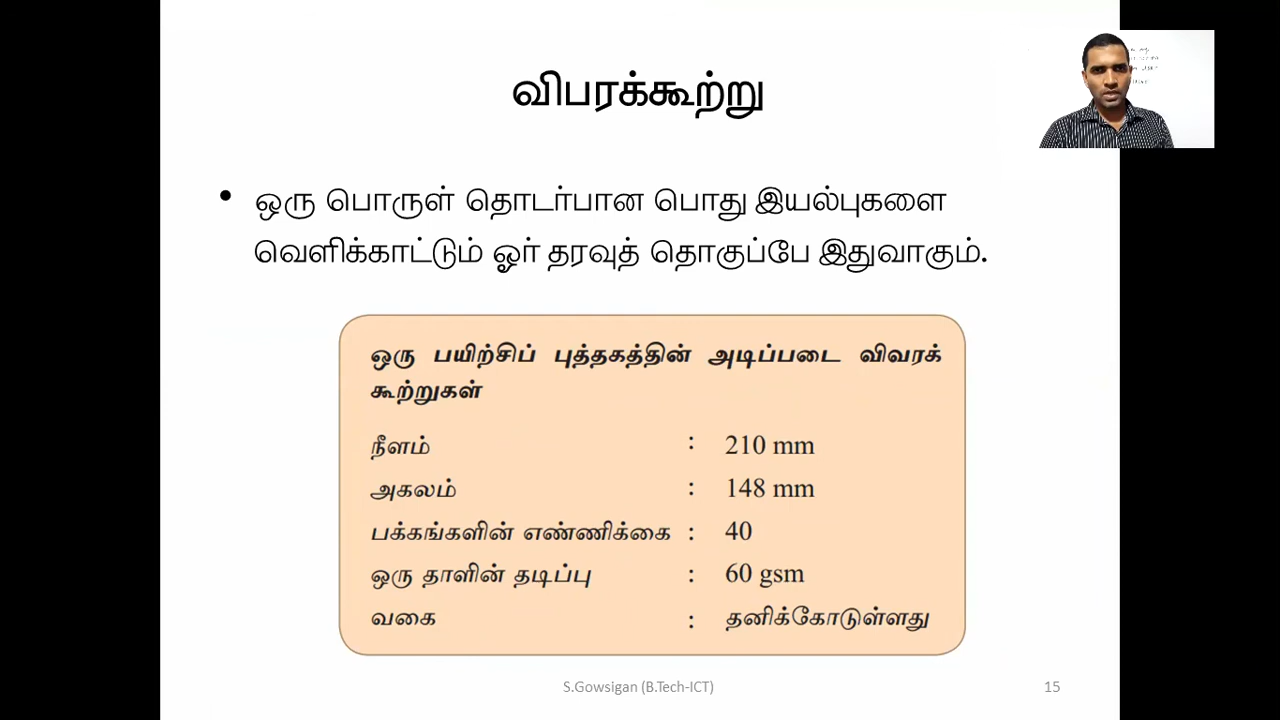 விபரக்கூற்று
• ஒரு பொருள் தொடர்பான பொது இயல்புகளை
வெளிக்காட்டும் ஓர் தரவுத் தொகுப்பே இதுவாகும்.
ஒரு பயிற்சிப் புத்தகத்தின் அடிப்படை விவரக்
கூற்றுகள்
நீளம் : 210 mm
அகலம் : 148 mm
பக்கங்களின் எண்ணிக்கை : 40
ஒரு தாளின் தடிப்பு : 60 gsm
வகை : தனிக்கோடுள்ளது
S.Gowsigan (B.Tech-ICT) 15